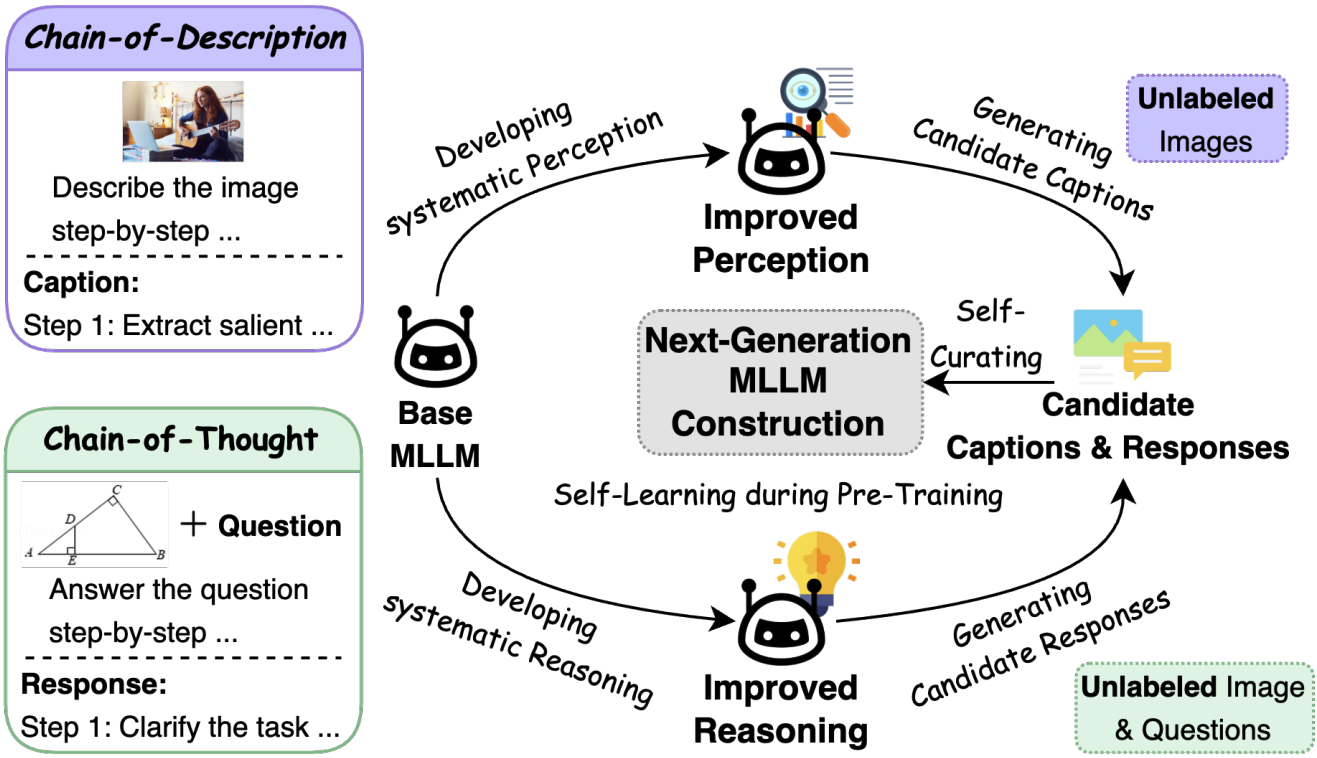 Chain-of-Description
Describe the image
step-by-step ...
Caption:
Step 1: Extract salient ...
Chain-of-Thought
C
D
A
E
B
+ Question
Answer the question
step-by-step ...
Response:
Step 1: Clarify the task ...
Base
MLLM
Developing
systematic Perception
Improved
Perception
Generating
Candidate Captions
Unlabeled
Images
Self-
Curating
Next-Generation
MLLM
Construction
Candidate
Captions & Responses
Self-Learning during Pre-Training
Developing
systematic Reasoning
Improved
Reasoning
Generating
Candidate Responses
Unlabeled Image
& Questions